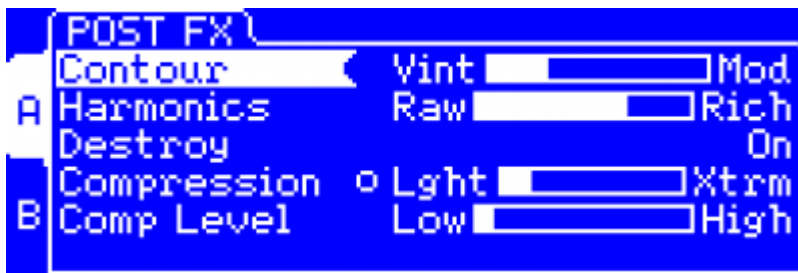 POST FX
Contour Vint Mod
A Harmonics Raw Rich
Destroy On
Compression Lght Xtrm
B Comp Level Low High